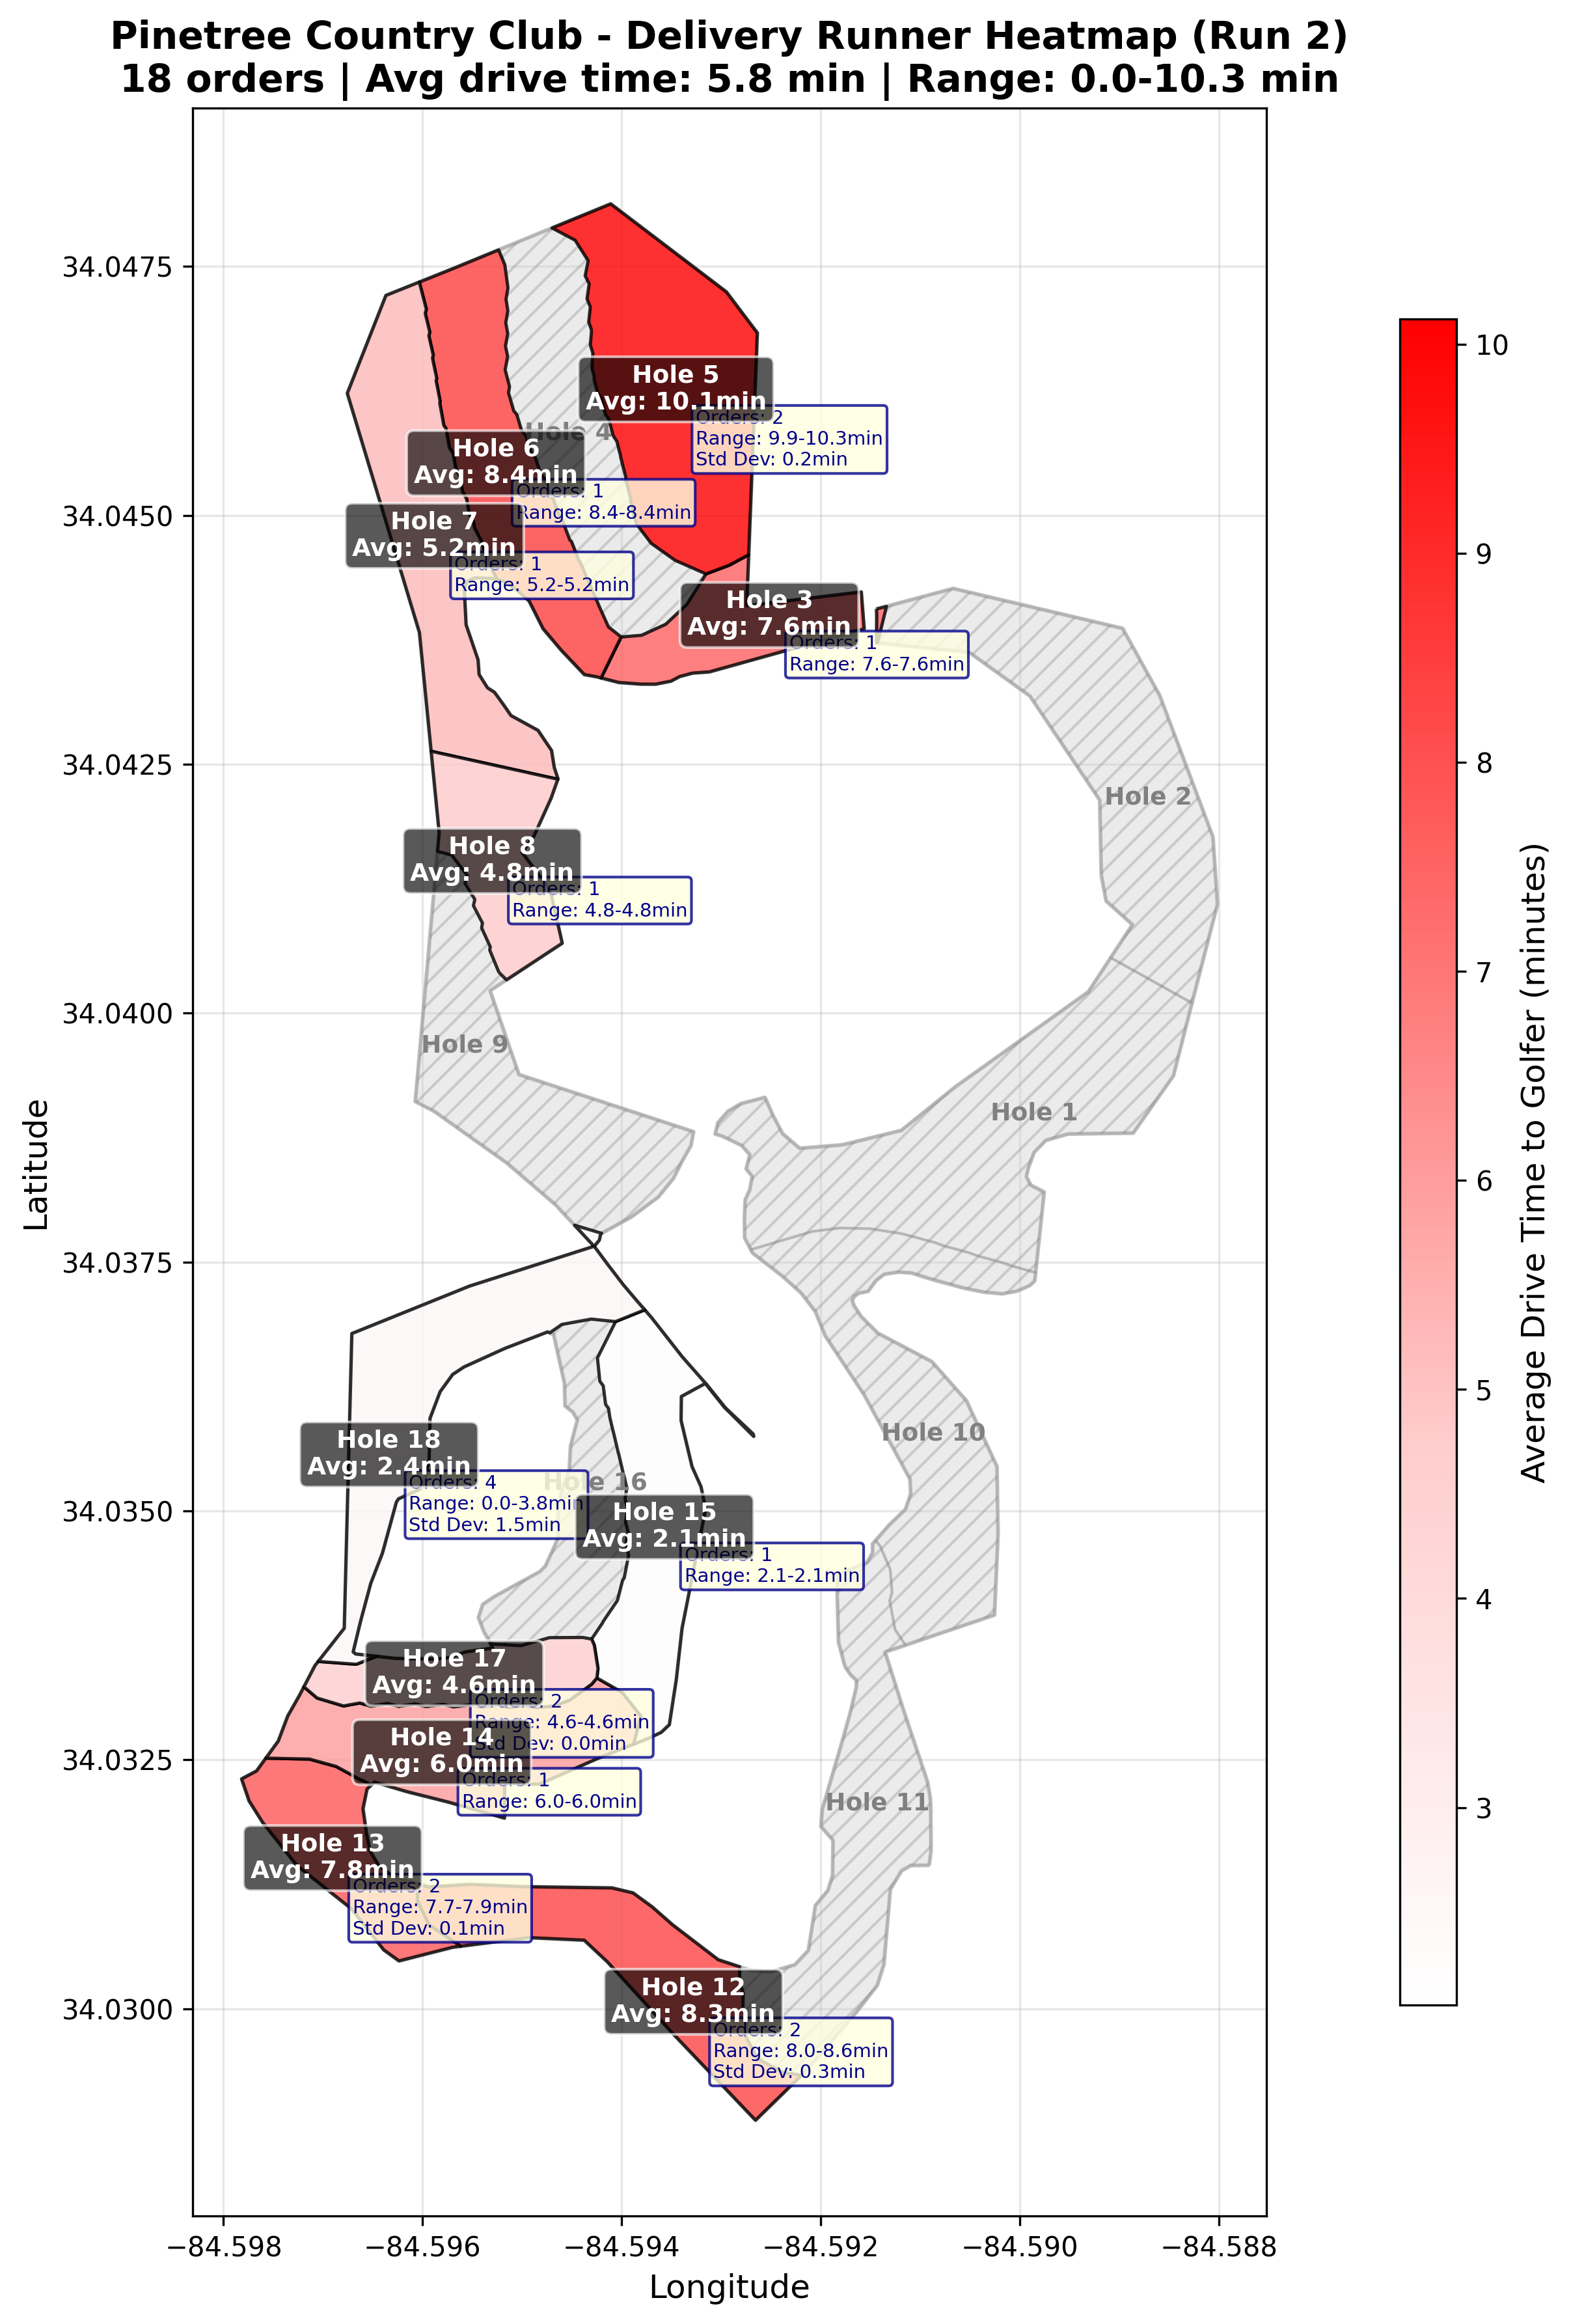 Pinetree Country Club - Delivery Runner Heatmap (Run 2)
18 orders | Avg drive time: 5.8 min | Range: 0.0-10.3 min
Latitude
34.0475
34.0450
34.0425
34.0400
34.0375
34.0350
34.0325
34.0300
Hole 5
Avg: 10.1min
Orders: 2
Range: 9.9-10.3min
Std Dev: 0.2min
Hole 4
Hole 6
Avg: 8.4min
Orders: 1
Range: 8.4-8.4min
Hole 7
Avg: 5.2min
Orders: 1
Range: 5.2-5.2min
Hole 3
Avg: 7.6min
Orders: 1
Range: 7.6-7.6min
Hole 2
Hole 8
Avg: 4.8min
Orders: 1
Range: 4.8-4.8min
Hole 9
Hole 1
Hole 10
Hole 18
Avg: 2.4min
Orders: 4
Range: 0.0-3.8min
Std Dev: 1.5min
Hole 16
Hole 15
Avg: 2.1min
Orders: 1
Range: 2.1-2.1min
Hole 17
Avg: 4.6min
Orders: 2
Range: 4.6-4.6min
Std Dev: 0.0min
Hole 14
Avg: 6.0min
Orders: 1
Range: 6.0-6.0min
Hole 11
Hole 13
Avg: 7.8min
Orders: 2
Range: 7.7-7.9min
Std Dev: 0.1min
Hole 12
Avg: 8.3min
Orders: 2
Range: 8.0-8.6min
Std Dev: 0.3min
−84.598
−84.596
−84.594
−84.592
−84.590
−84.588
Longitude
10
9
8
7
6
5
4
3
Average Drive Time to Golfer (minutes)